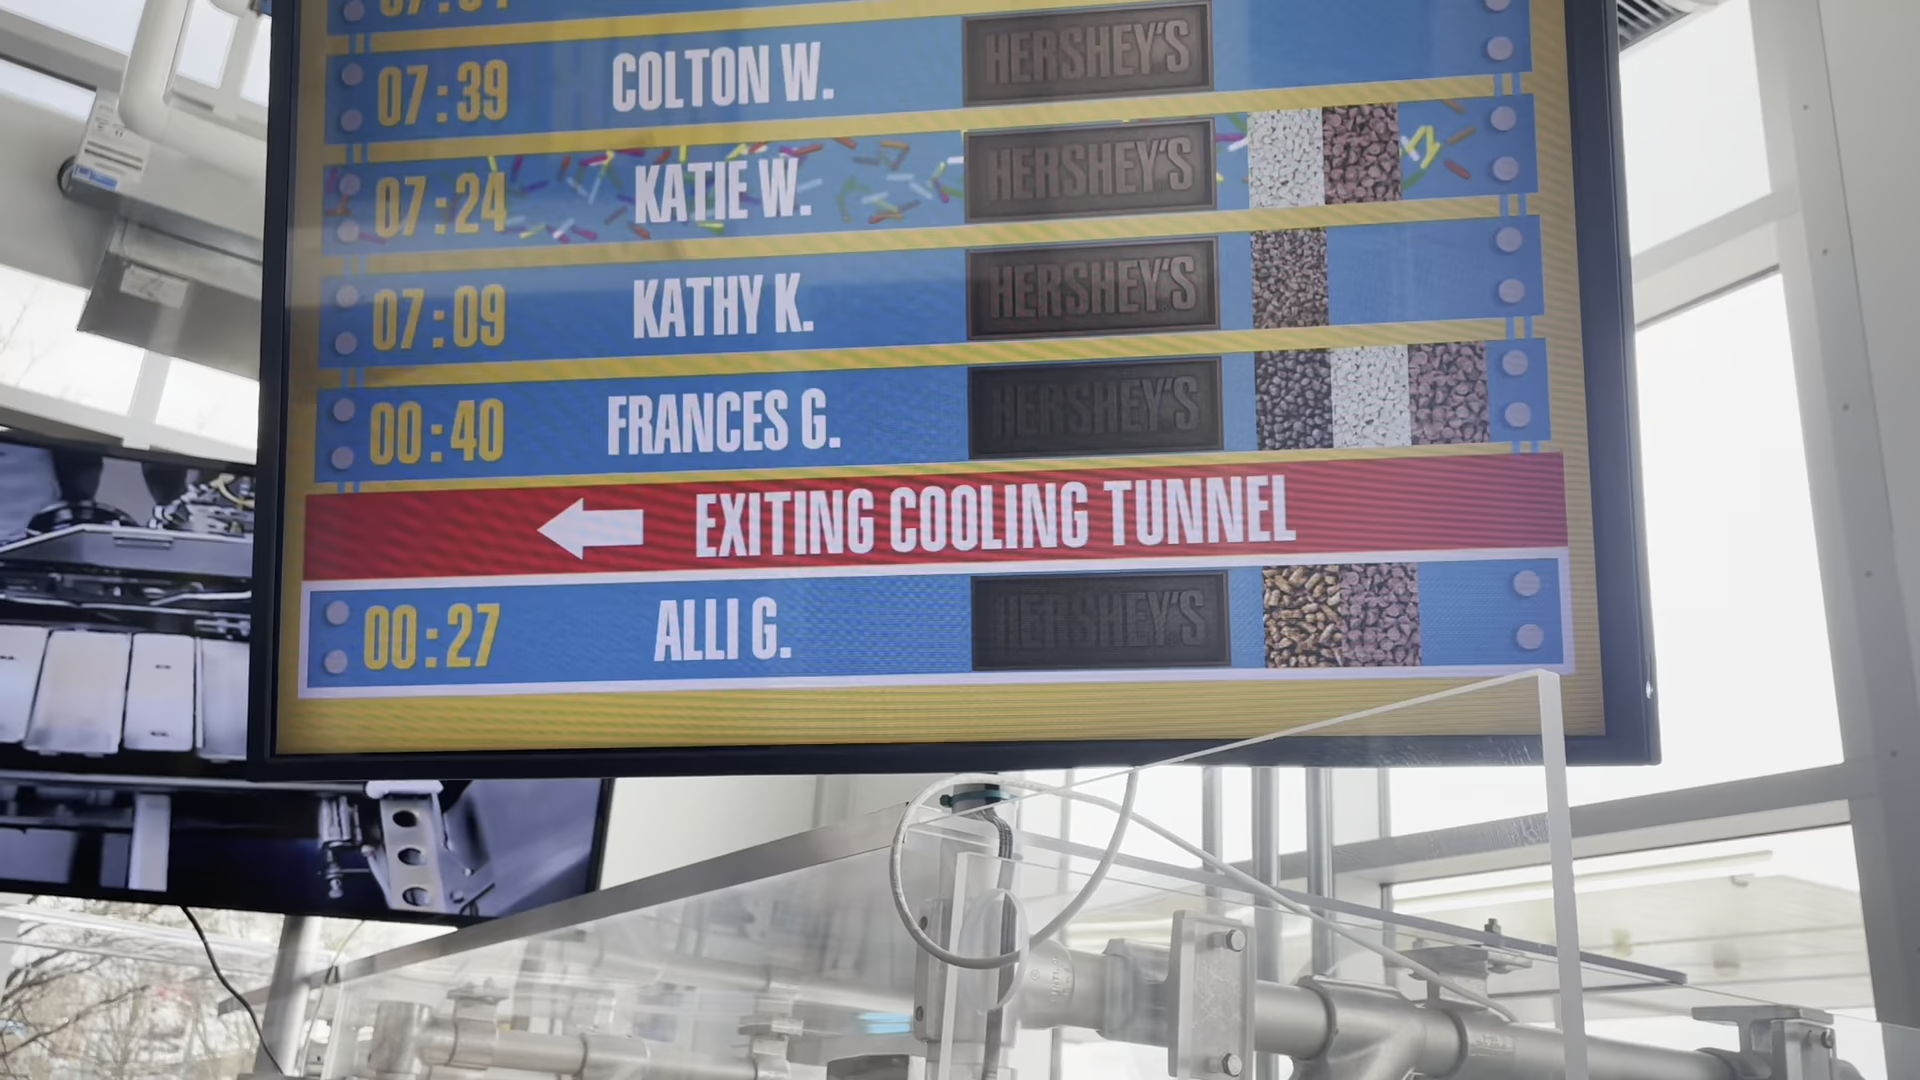 07:39 COLTON W. HERSHEY'S
07:24 KATIE W. HERSHEY'S
07:09 KATHY K. HERSHEY'S
00:40 FRANCES G. HERSHEY'S
EXITING COOLING TUNNEL
00:27 ALLI G. HERSHEY'S